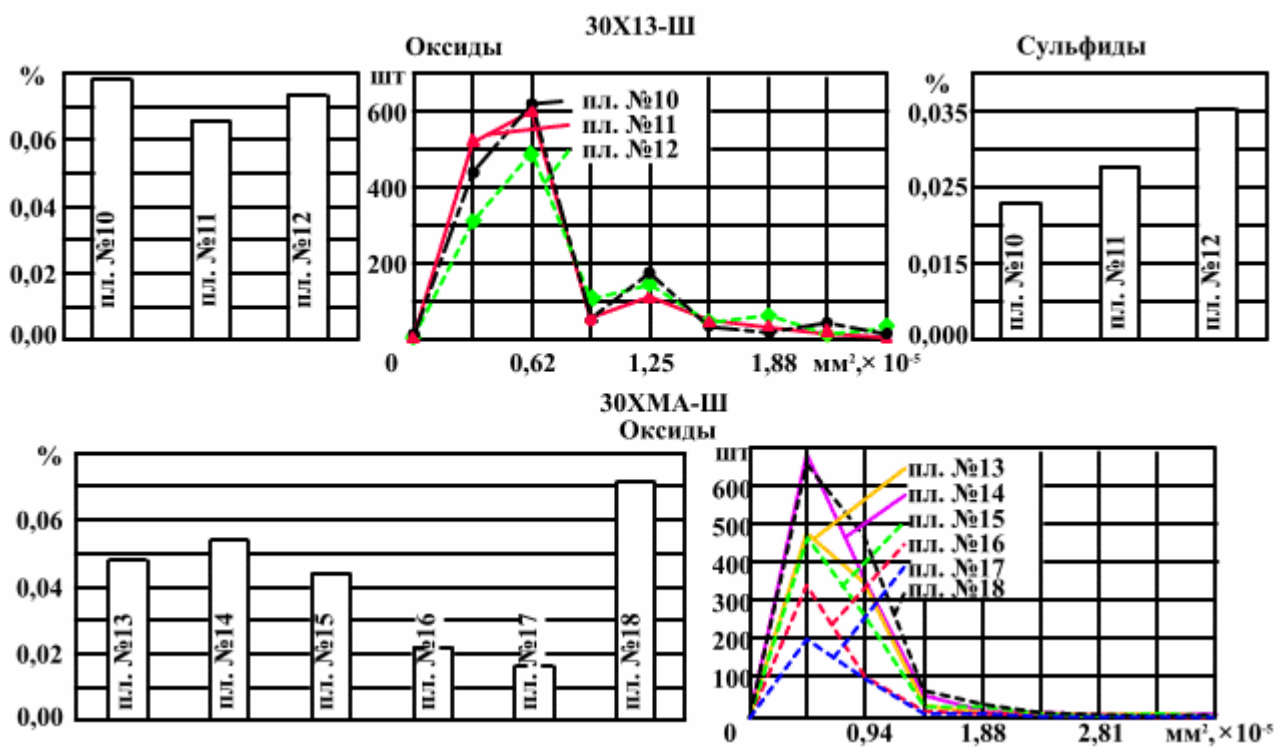 30Х13-Ш
Оксиды
Сульфиды
%
0,06
0,04
0,02
0,00
пл. №10
пл. №11
пл. №12
шт
600
400
200
0
0,62
1,25
1,88
мм²,× 10⁻⁵
пл. №10
пл. №11
пл. №12
%
0,035
0,025
0,015
0,000
пл. №10
пл. №11
пл. №12
30ХМА-Ш
Оксиды
%
0,06
0,04
0,02
0,00
пл. №13
пл. №14
пл. №15
пл. №16
пл. №17
пл. №18
шт
600
500
400
300
200
100
0
0,94
1,88
2,81
мм²,×10⁻⁵
пл. №13
пл. №14
пл. №15
пл. №16
пл. №17
пл. №18